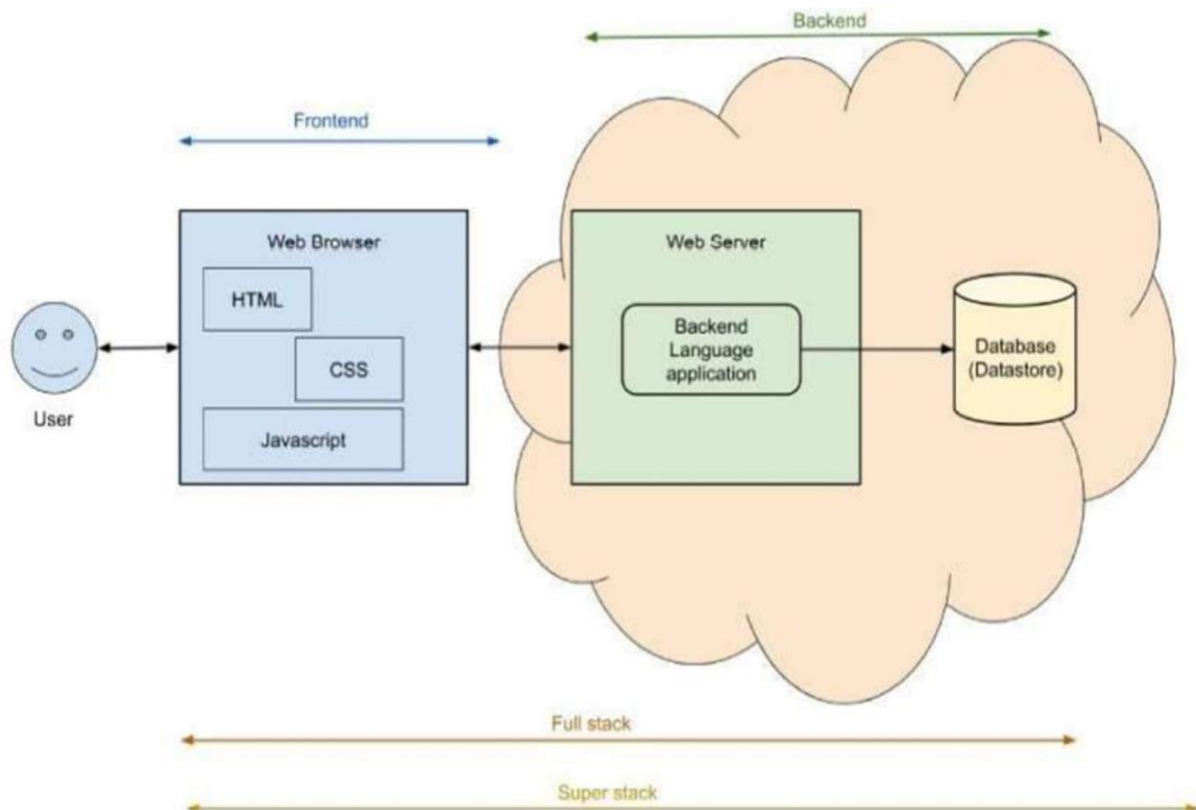 Backend
Frontend
Web Browser
HTML
CSS
Javascript
User
Web Server
Backend
Language
application
Database
(Datastore)
Full stack
Super stack